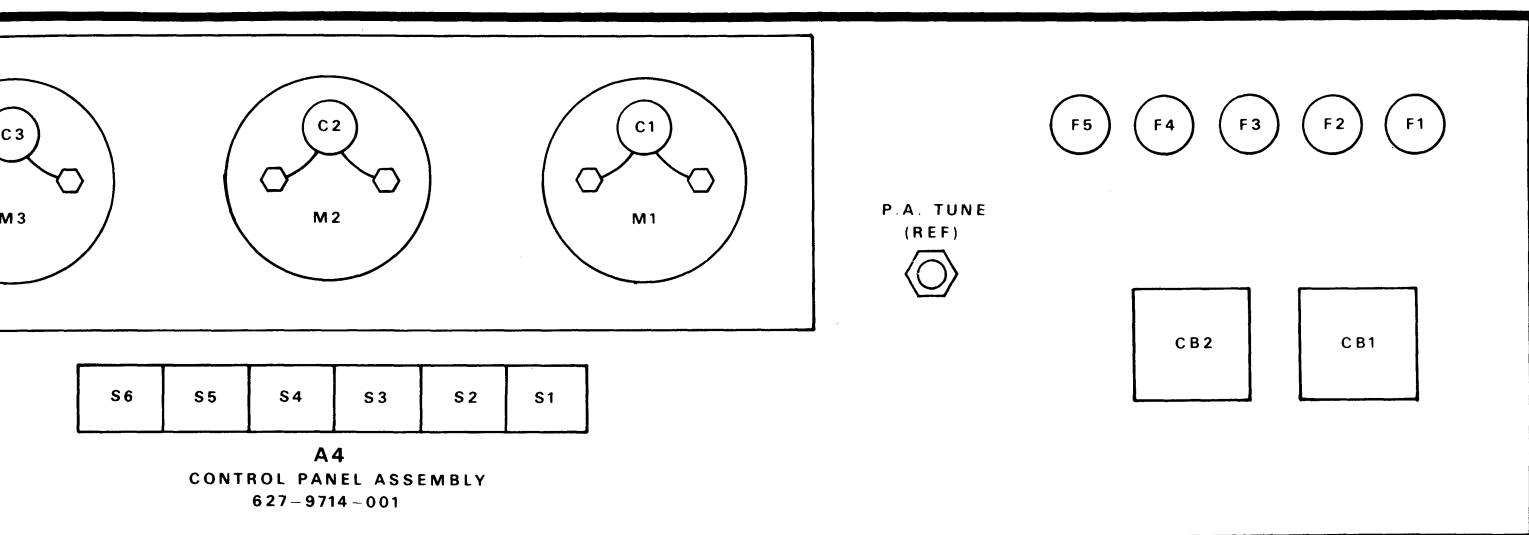 C3
C2
C1
F5 F4 F3 F2 F1
M3
M2
M1
P.A. TUNE
(REF)
CB2
CB1
S6 S5 S4 S3 S2 S1
A4
CONTROL PANEL ASSEMBLY
627-9714-001